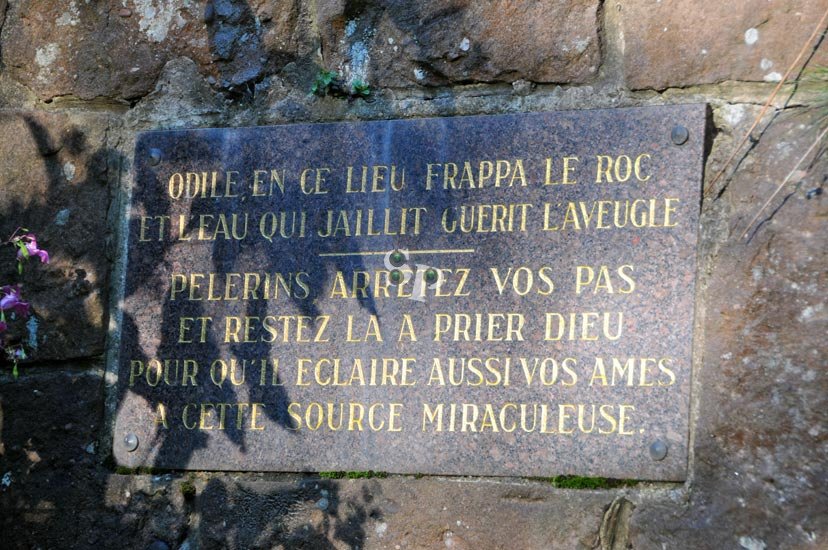 ODILE, EN CE LIEU FRAPPA LE ROC
ET L'EAU QUI JAILLIT GUERIT L'AVEUGLE
PELERINS ARRETEZ VOS PAS
ET RESTEZ LA A PRIER DIEU
POUR QU'IL ECLAIRE AUSSI VOS AMES
A CETTE SOURCE MIRACULEUSE.